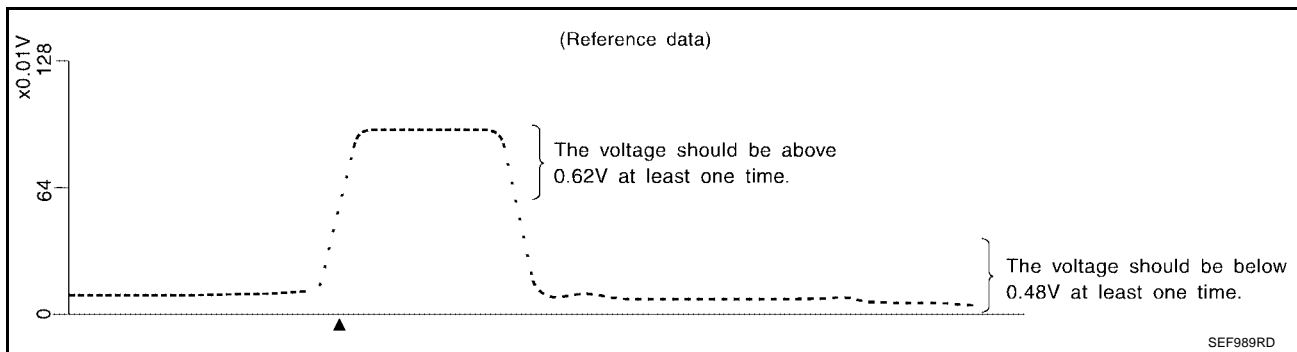 (Reference data)
x0.01V
128
64
0
The voltage should be above
0.62V at least one time.
The voltage should be below
0.48V at least one time.
SEF989RD